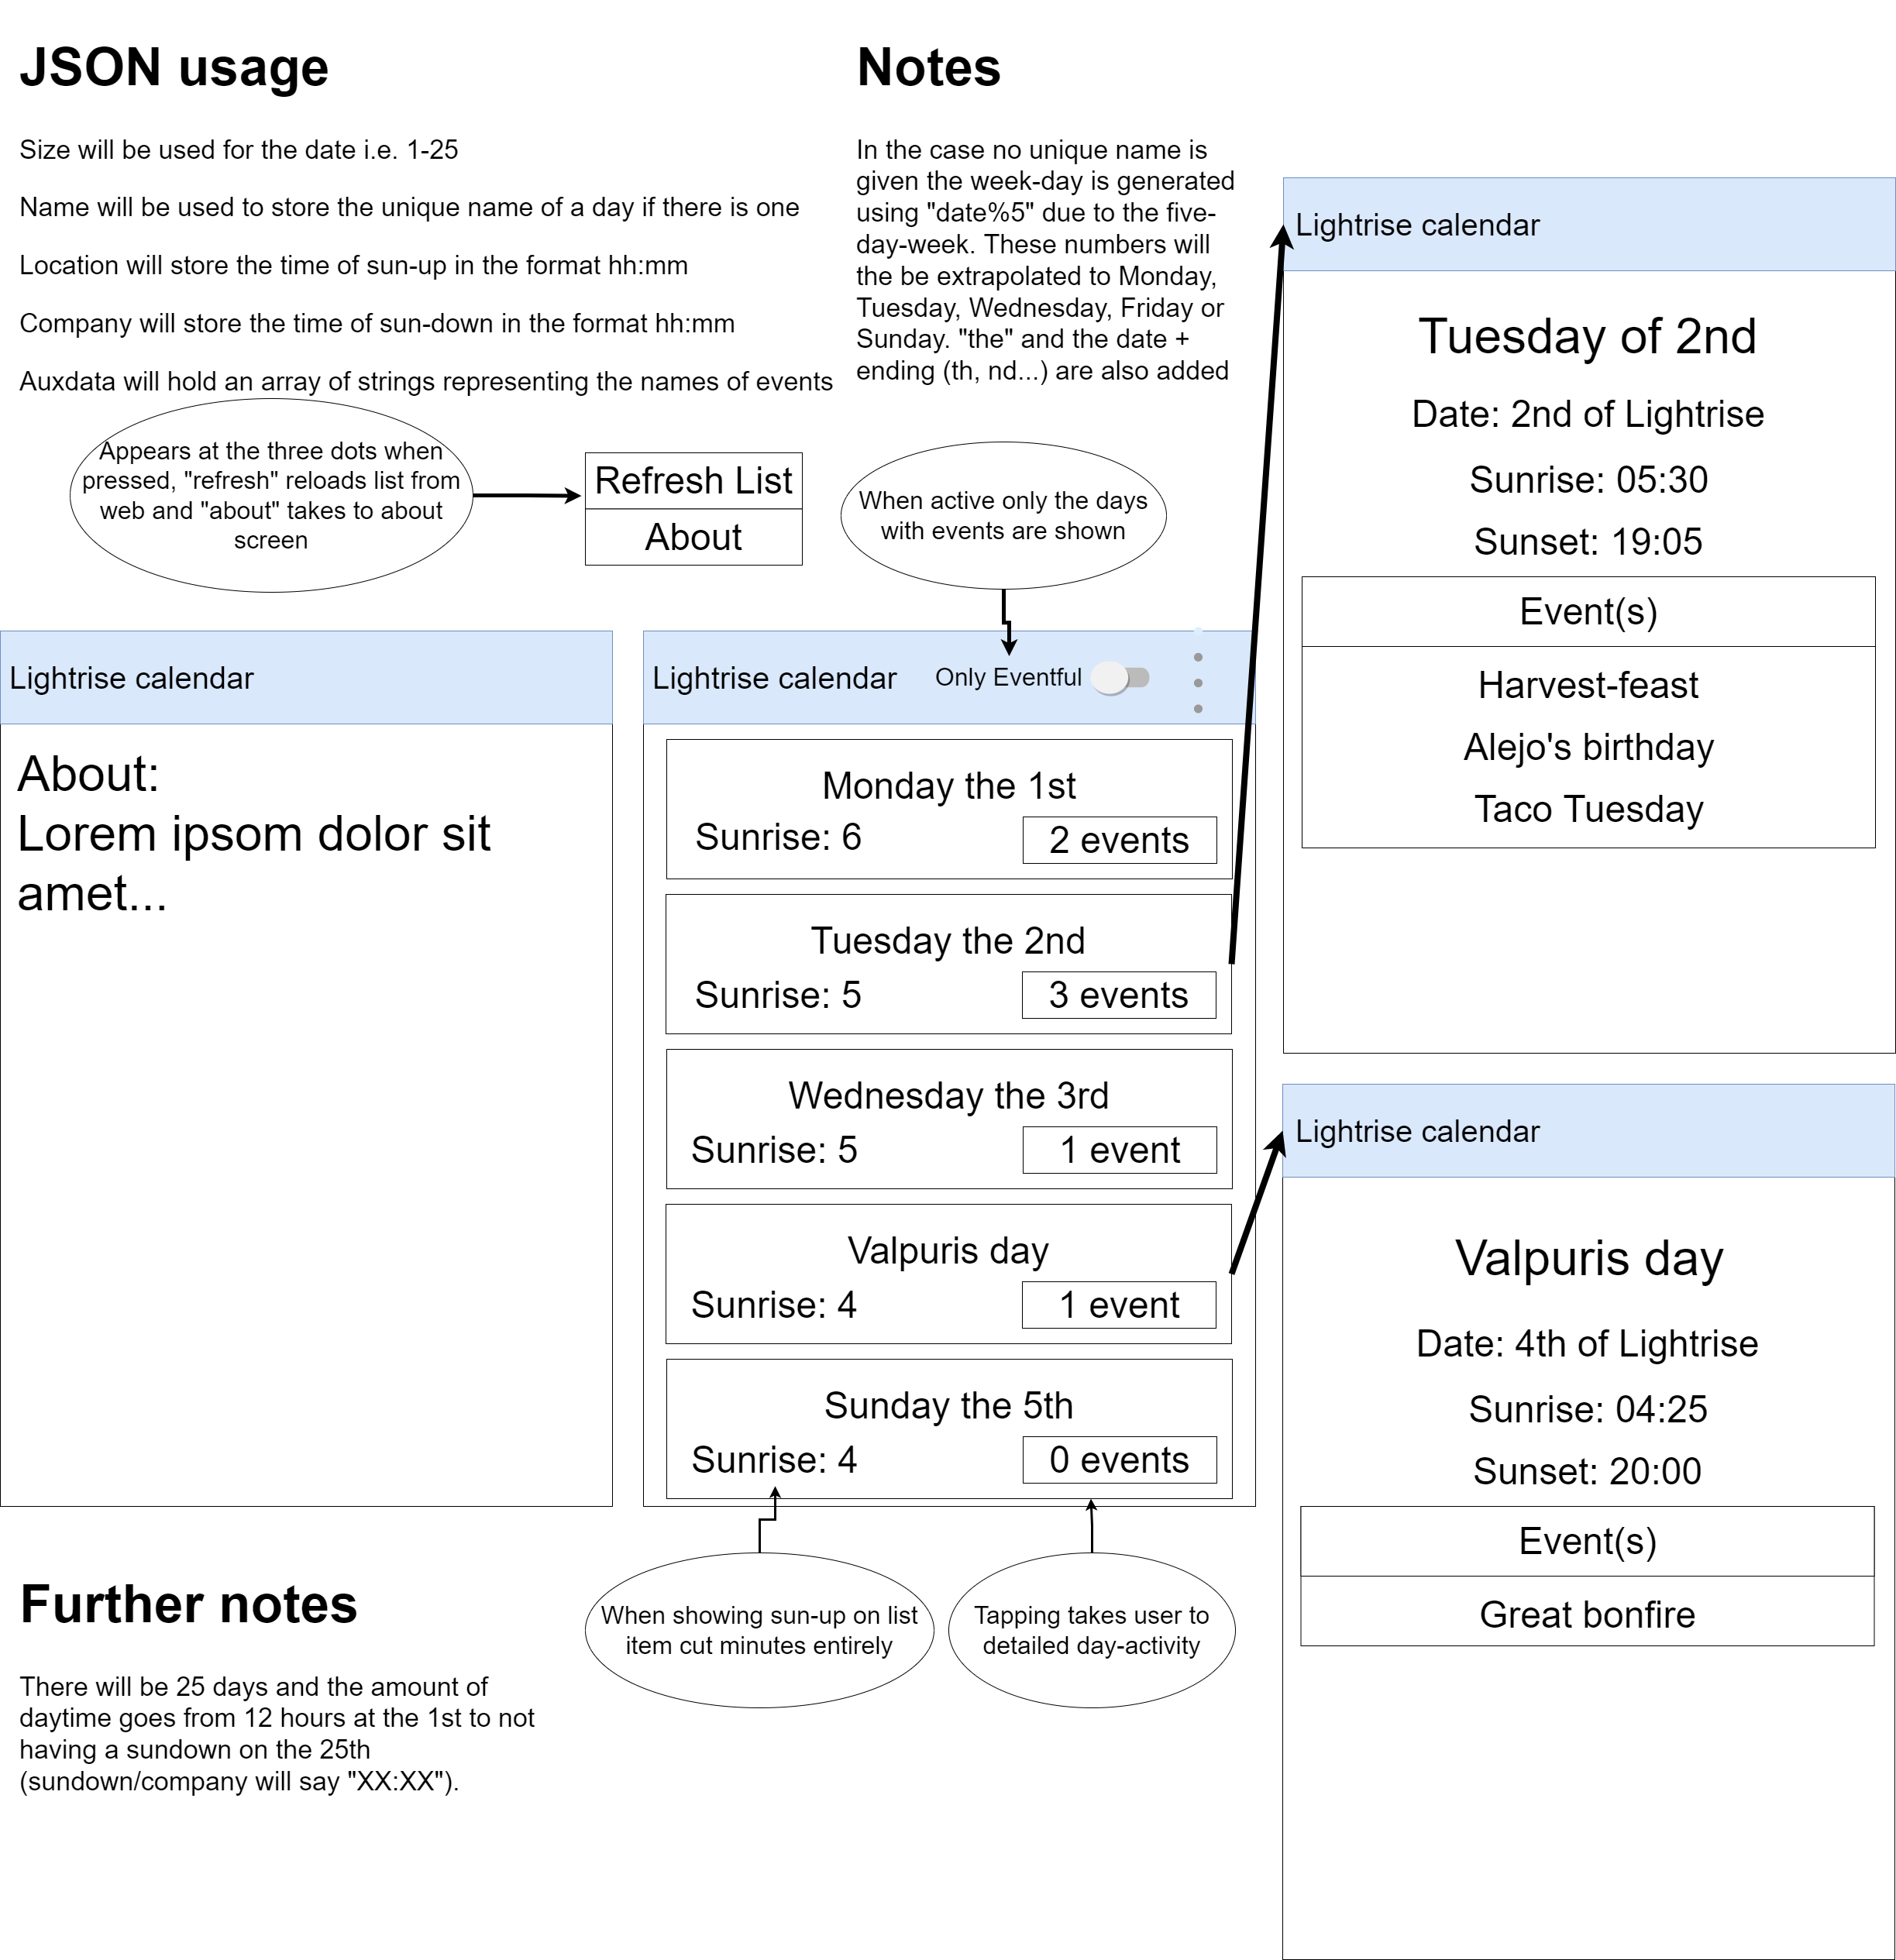 JSON usage
Size will be used for the date i.e. 1-25
Name will be used to store the unique name of a day if there is one
Location will store the time of sun-up in the format hh:mm
Company will store the time of sun-down in the format hh:mm
Auxdata will hold an array of strings representing the names of events
Notes
In the case no unique name is
given the week-day is generated
using "date%5" due to the five-
day-week. These numbers will
the be extrapolated to Monday,
Tuesday, Wednesday, Friday or
Sunday. "the" and the date +
ending (th, nd...) are also added
Appears at the three dots when
pressed, "refresh" reloads list from
web and "about" takes to about
screen
Refresh List
About
When active only the days
with events are shown
Lightrise calendar
About:
Lorem ipsom dolor sit
amet...
Lightrise calendar
Only Eventful
Monday the 1st
Sunrise: 6
2 events
Tuesday the 2nd
Sunrise: 5
3 events
Wednesday the 3rd
Sunrise: 5
1 event
Valpuris day
Sunrise: 4
1 event
Sunday the 5th
Sunrise: 4
0 events
When showing sun-up on list
item cut minutes entirely
Tapping takes user to
detailed day-activity
Lightrise calendar
Tuesday of 2nd
Date: 2nd of Lightrise
Sunrise: 05:30
Sunset: 19:05
Event(s)
Harvest-feast
Alejo's birthday
Taco Tuesday
Lightrise calendar
Valpuris day
Date: 4th of Lightrise
Sunrise: 04:25
Sunset: 20:00
Event(s)
Great bonfire
Further notes
There will be 25 days and the amount of
daytime goes from 12 hours at the 1st to not
having a sundown on the 25th
(sundown/company will say "XX:XX").